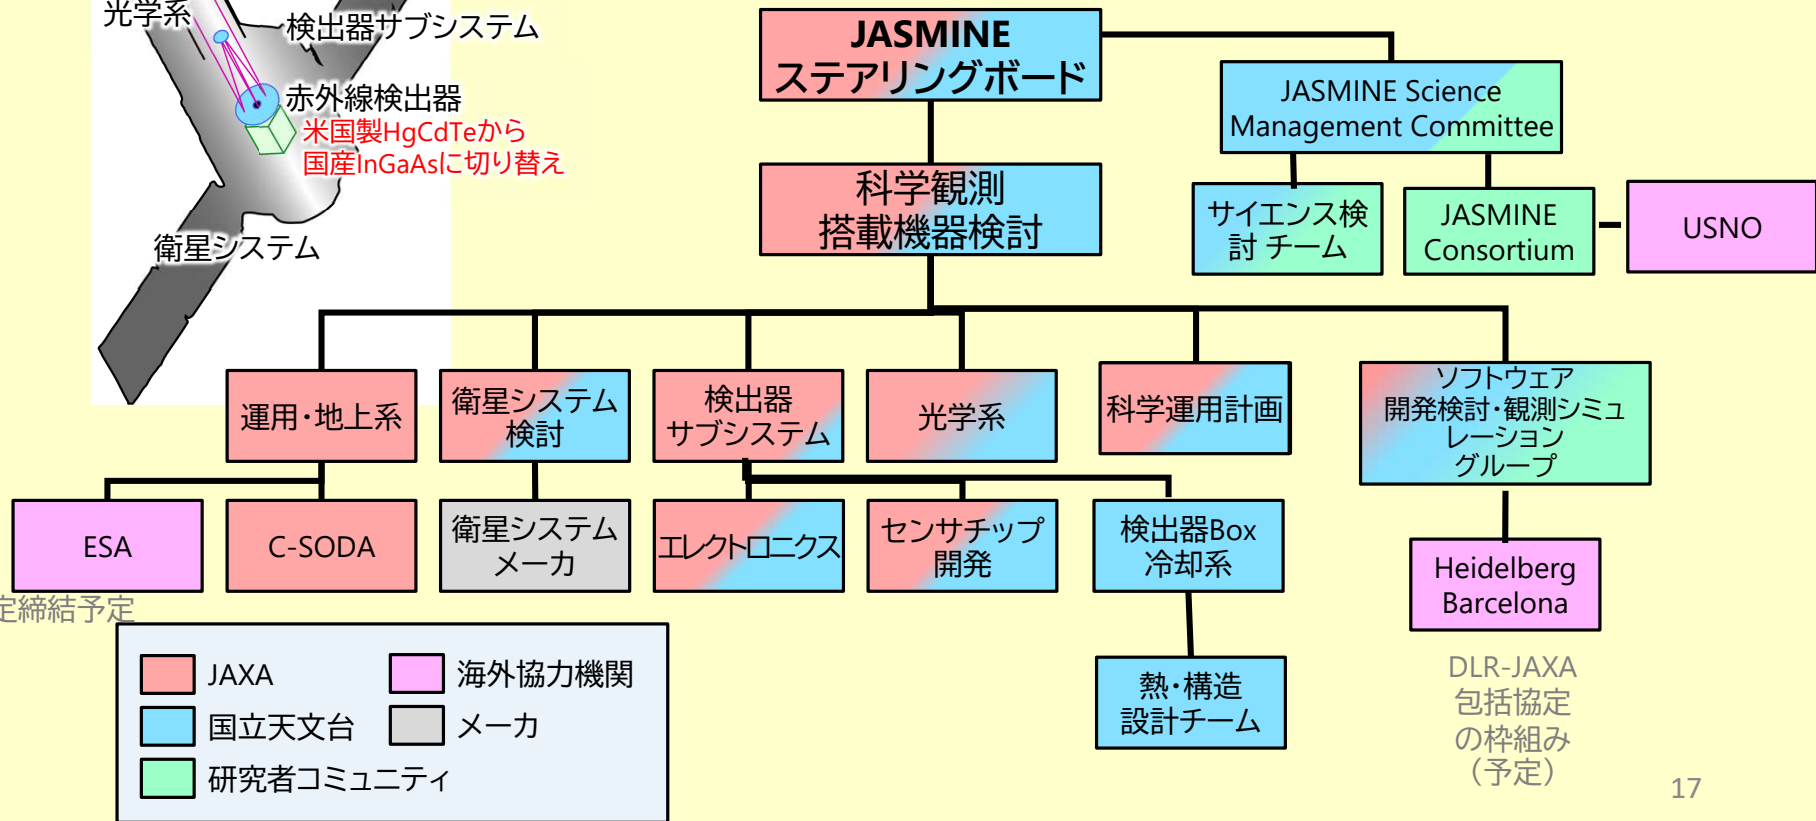 光学系
検出器サブシステム
赤外線検出器
米国製HgCdTeから
国産InGaAsに切り替え
衛星システム
JASMINE
ステアリングボード
JASMINE Science
Management Committee
科学観測
搭載機器検討
サイエンス検
討 チーム
JASMINE
Consortium
USNO
運用・地上系
衛星システム
検討
検出器
サブシステム
光学系
科学運用計画
ソフトウェア
開発検討・観測シミュ
レーション
グループ
ESA
C-SODA
衛星システム
メーカ
エレクトロニクス
センサチップ
開発
検出器Box
冷却系
Heidelberg
Barcelona
定締結予定
熱・構造
設計チーム
DLR-JAXA
包括協定
の枠組み
（予定）
JAXA
海外協力機関
国立天文台
メーカ
研究者コミュニティ
17